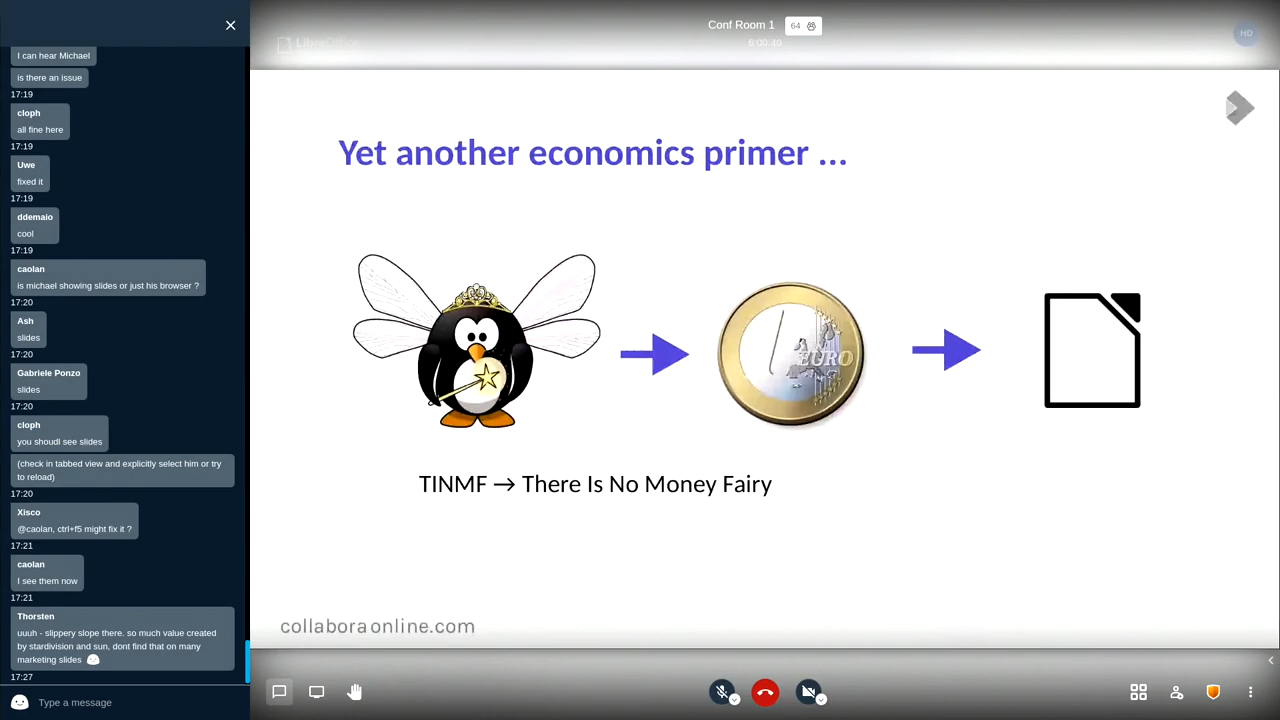 I can hear Michael
is there an issue
17:19
cloph
all fine here
17:19
Uwe
fixed it
17:19
ddemaio
cool
17:19
caolan
is michael showing slides or just his browser ?
17:20
Ash
slides
17:20
Gabriele Ponzo
slides
17:20
cloph
you shoudl see slides
(check in tabbed view and explicitly select him or try
to reload)
17:20
Xisco
@caolan, ctrl+f5 might fix it ?
17:21
caolan
I see them now
17:21
Thorsten
uuuh - slippery slope there. so much value created
by stardivision and sun, dont find that on many
marketing slides
17:27
Type a message
Conf Room 1
64
6:00:49
LibreOffice
HD
Yet another economics primer ...
1 EURO
TINMF → There Is No Money Fairy
collaboraonline.com